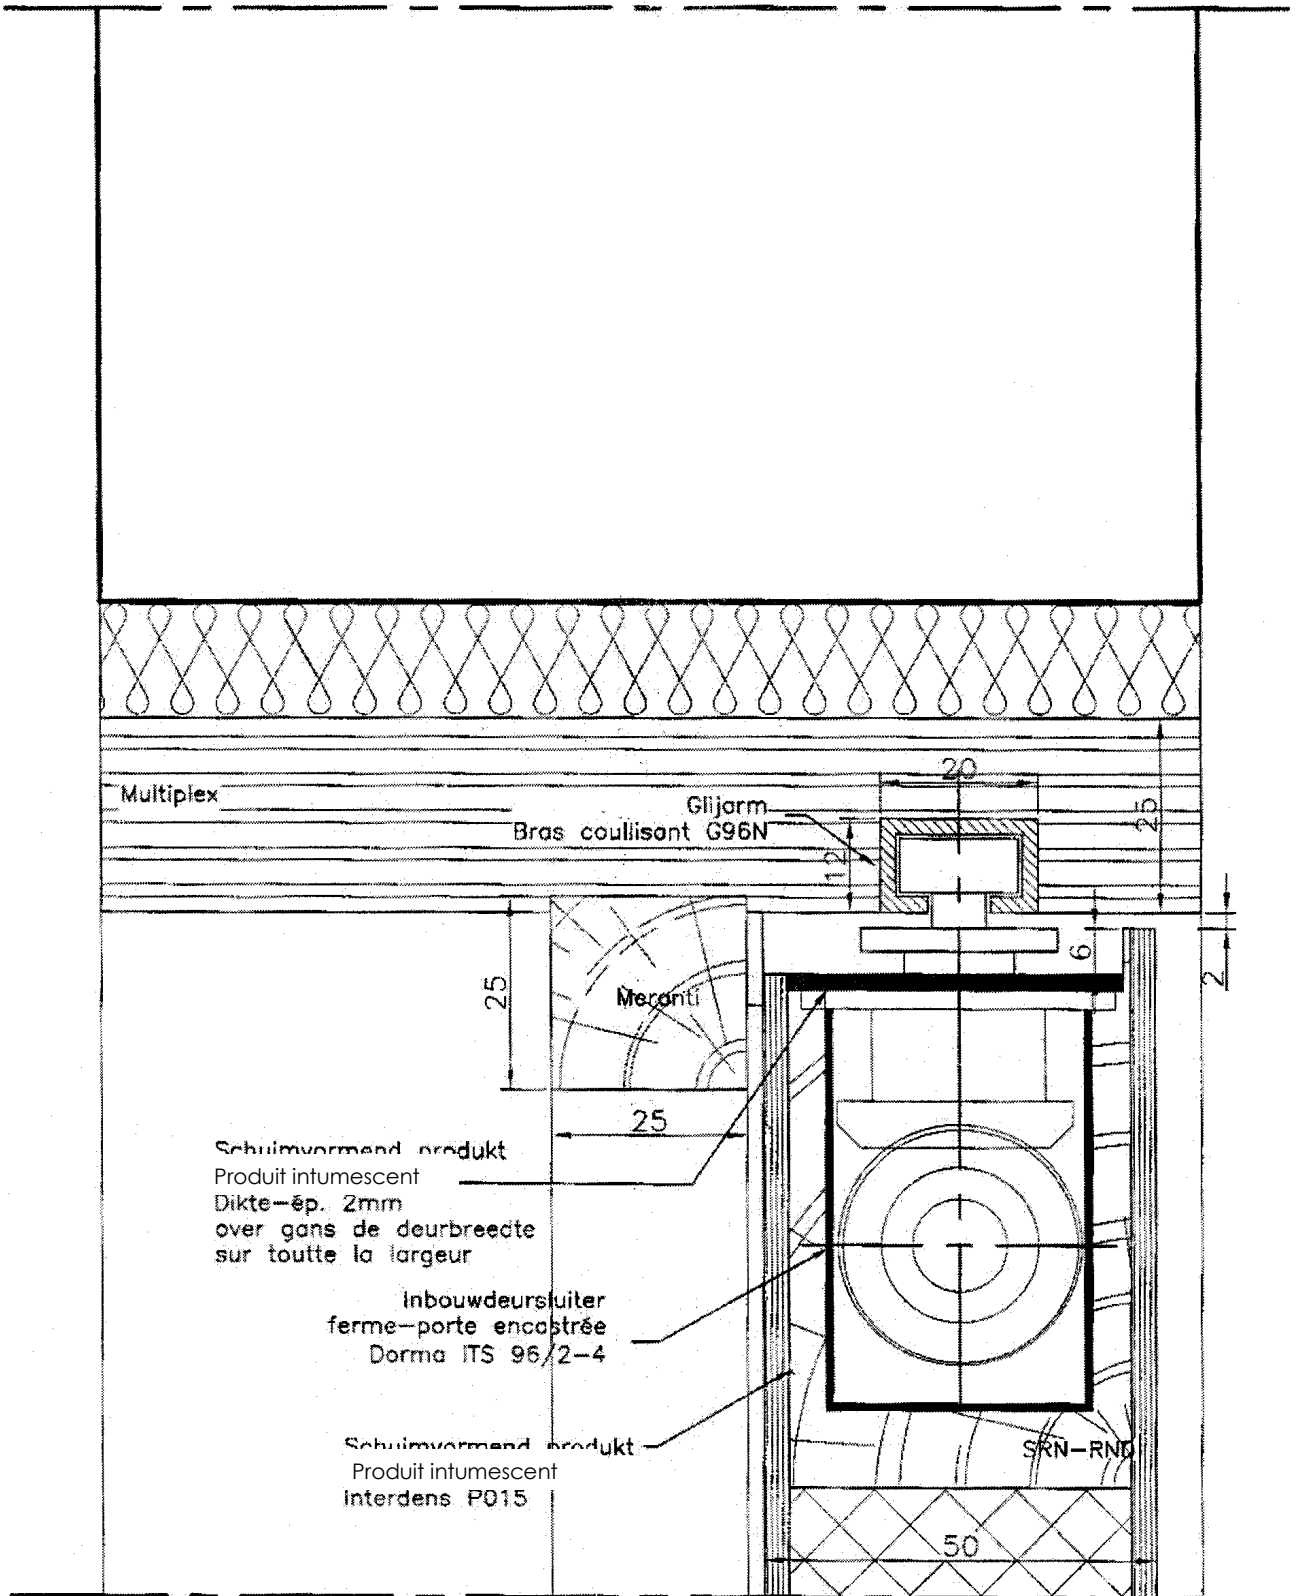 20
Multiplex
Glijarm
Bras coullisant G96N
12
25
6
2
25
Meranti
25
Schuimvormend produkt
Produit intumescent
Dikte-ép. 2mm
over gans de deurbreedte
sur toutte la largeur
Inbouwdeursluiter
ferme-porte encastrée
Dorma ITS 96/2-4
Schuimvormend produkt
Produit intumescent
Interdens P015
SRN-RND
50